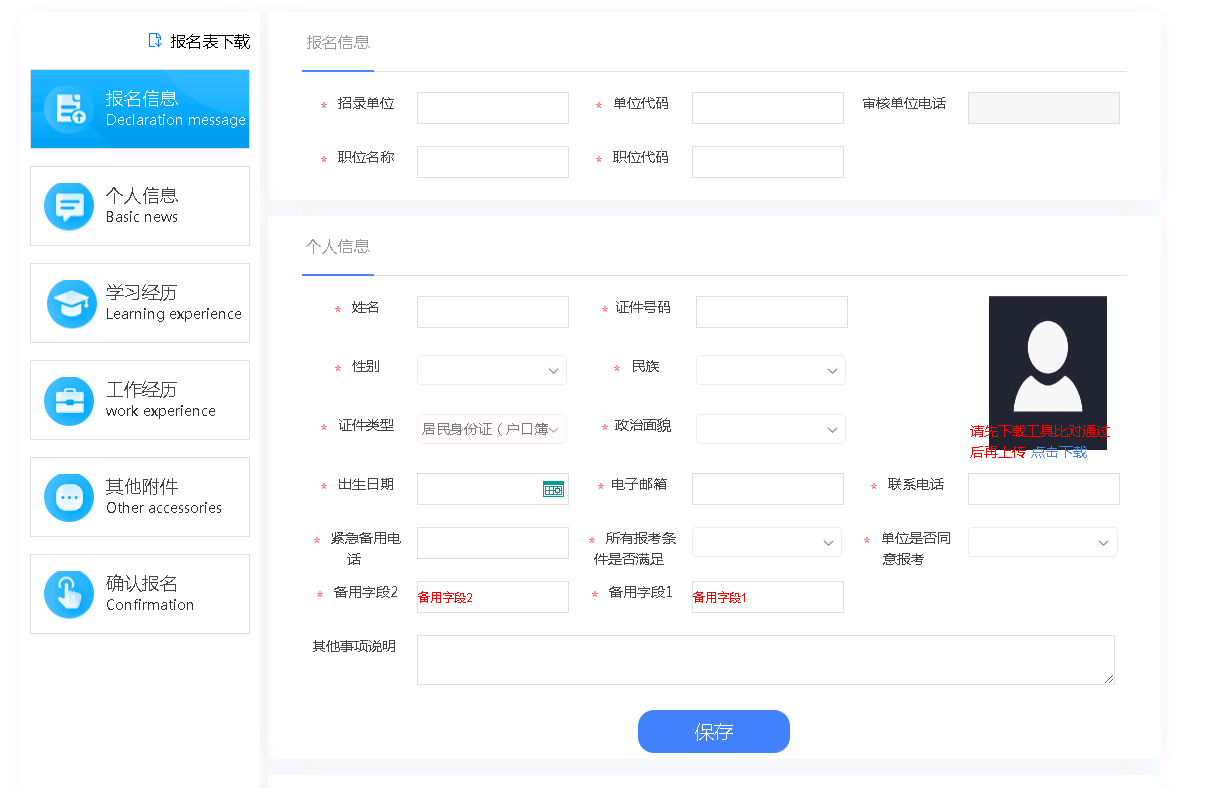 报名表下载
报名信息
Declaration message
个人信息
Basic news
学习经历
Learning experience
工作经历
work experience
其他附件
Other accessories
确认报名
Confirmation
报名信息
* 招录单位
* 单位代码
审核单位电话
* 职位名称
* 职位代码
个人信息
* 姓名
* 证件号码
* 性别
* 民族
* 证件类型
居民身份证（户口簿
* 政治面貌
请先下载工具比对通过
后再上传 点击下载
* 出生日期
* 电子邮箱
* 联系电话
* 紧急备用电
话
* 所有报考条
件是否满足
* 单位是否同
意报考
* 备用字段2
备用字段2
* 备用字段1
备用字段1
其他事项说明
保存